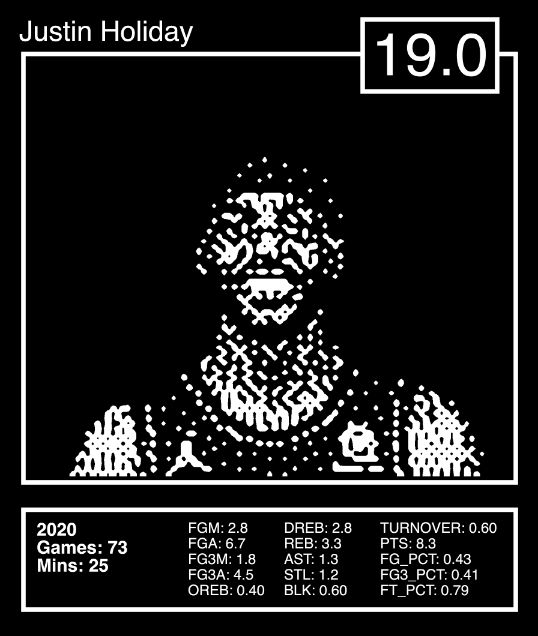 Justin Holiday
19.0
2020
Games: 73
Mins: 25
FGM: 2.8
FGA: 6.7
FG3M: 1.8
FG3A: 4.5
OREB: 0.40
DREB: 2.8
REB: 3.3
AST: 1.3
STL: 1.2
BLK: 0.60
TURNOVER: 0.60
PTS: 8.3
FG_PCT: 0.43
FG3_PCT: 0.41
FT_PCT: 0.79